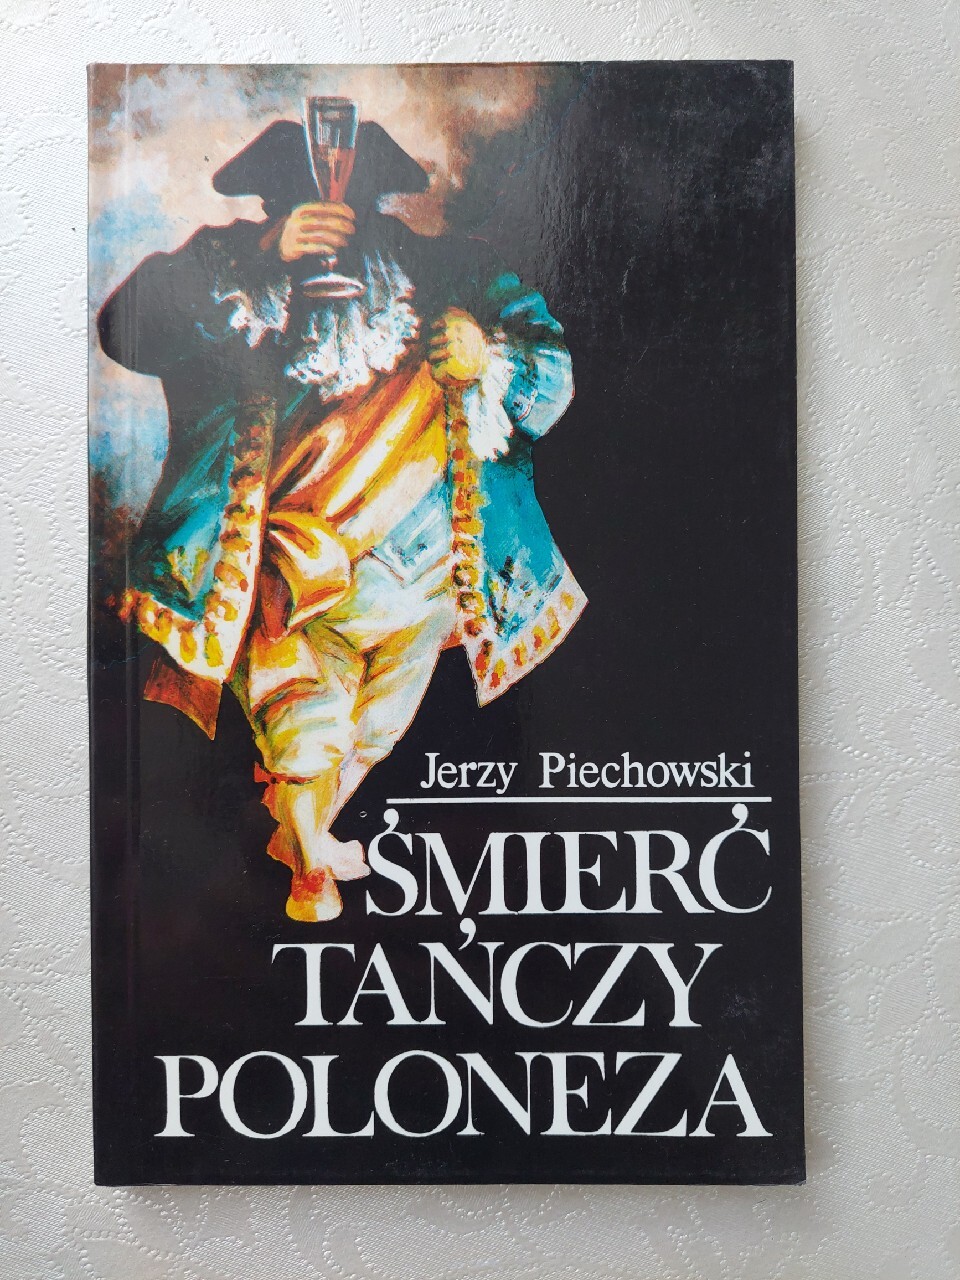 Jerzy Piechowski
ŚMIERĆ
TAŃCZY
POLONEZA